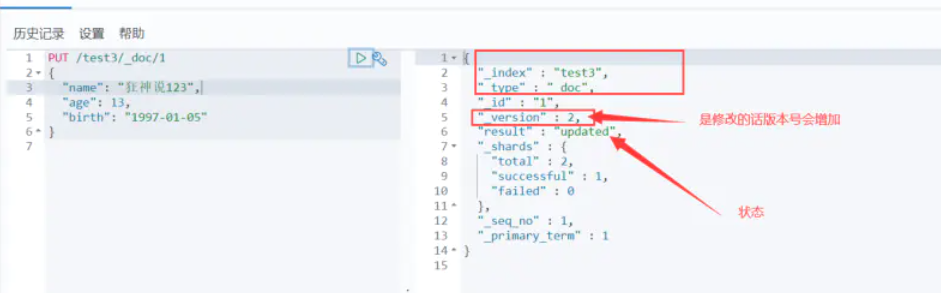 历史记录 设置 帮助
1 PUT /test3/_doc/1
2 {
3 "name": "狂神说123",
4 "age": 13,
5 "birth": "1997-01-05"
6 }
7
1 {
2 "_index" : "test3",
3 "_type" : "_doc",
4 "_id" : "1",
5 "_version" : 2,
6 "result" : "updated",
7 "_shards" : {
8 "total" : 2,
9 "successful" : 1,
10 "failed" : 0
11 },
12 "_seq_no" : 1,
13 "_primary_term" : 1
14 }
15
是修改的话版本号会增加
状态